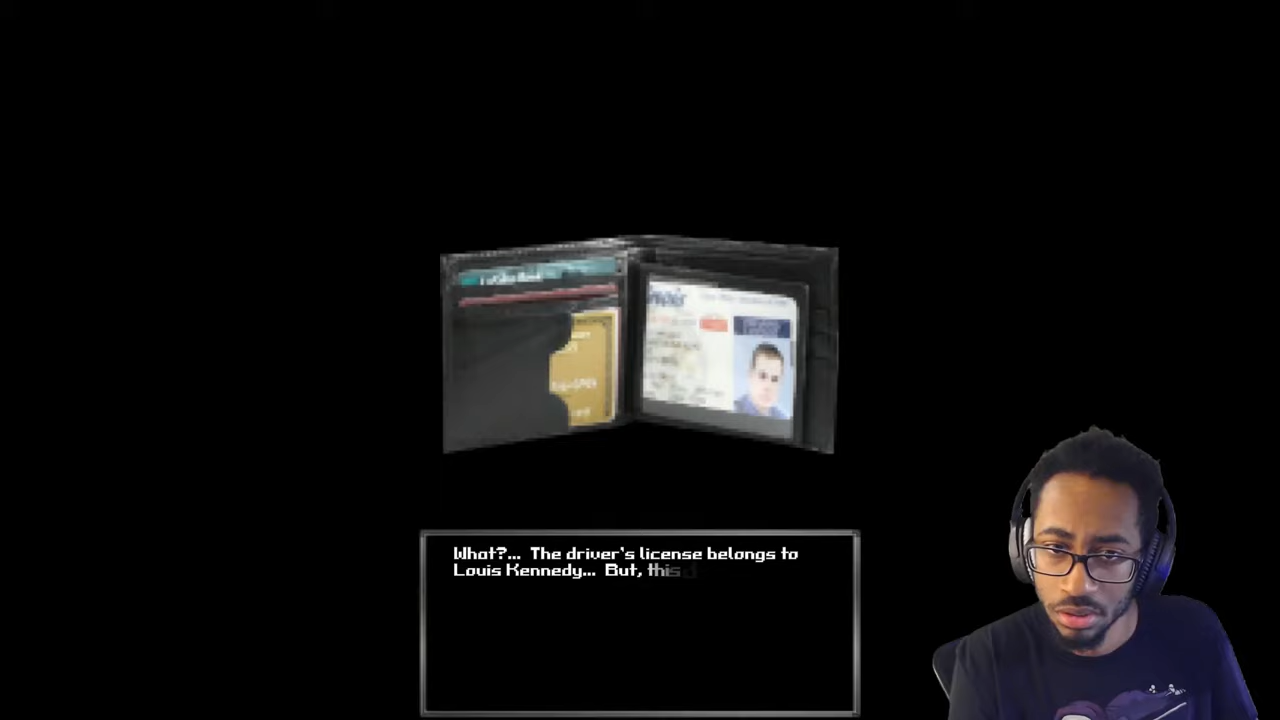 What?... The driver's license belongs to
Louis Kennedy... But, this